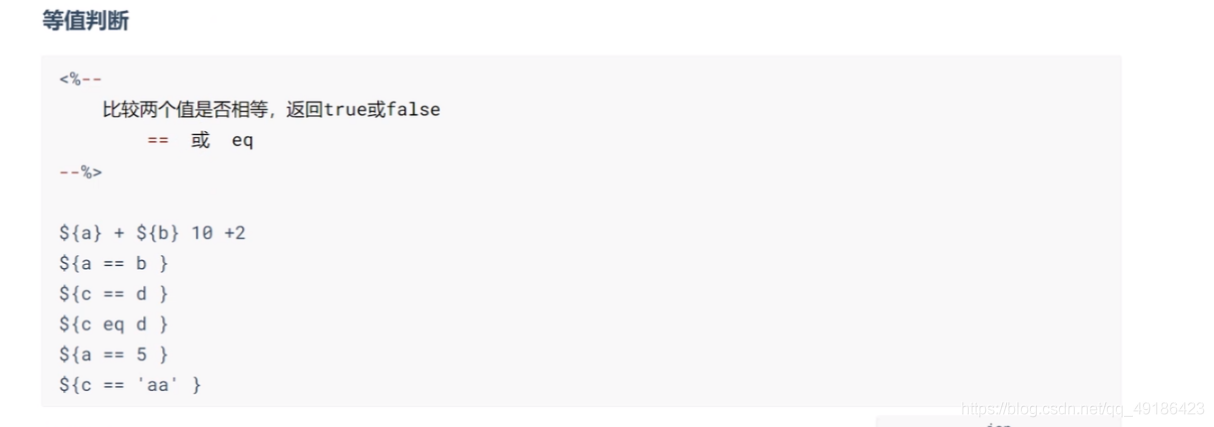 等值判断
<%--
比较两个值是否相等，返回true或false
== 或 eq
--%>
${a} + ${b} 10 +2
${a == b }
${c == d }
${c eq d }
${a == 5 }
${c == 'aa' }
https://blog.csdn.net/qq_49186423